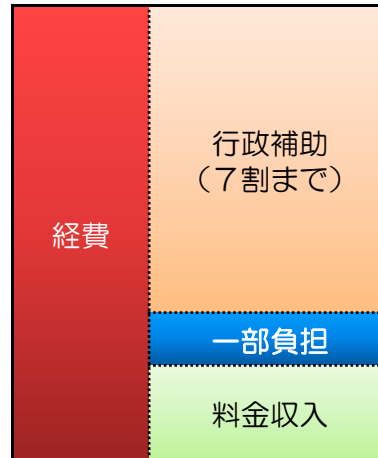 経費
行政補助
（７割まで）
一部負担
料金収入